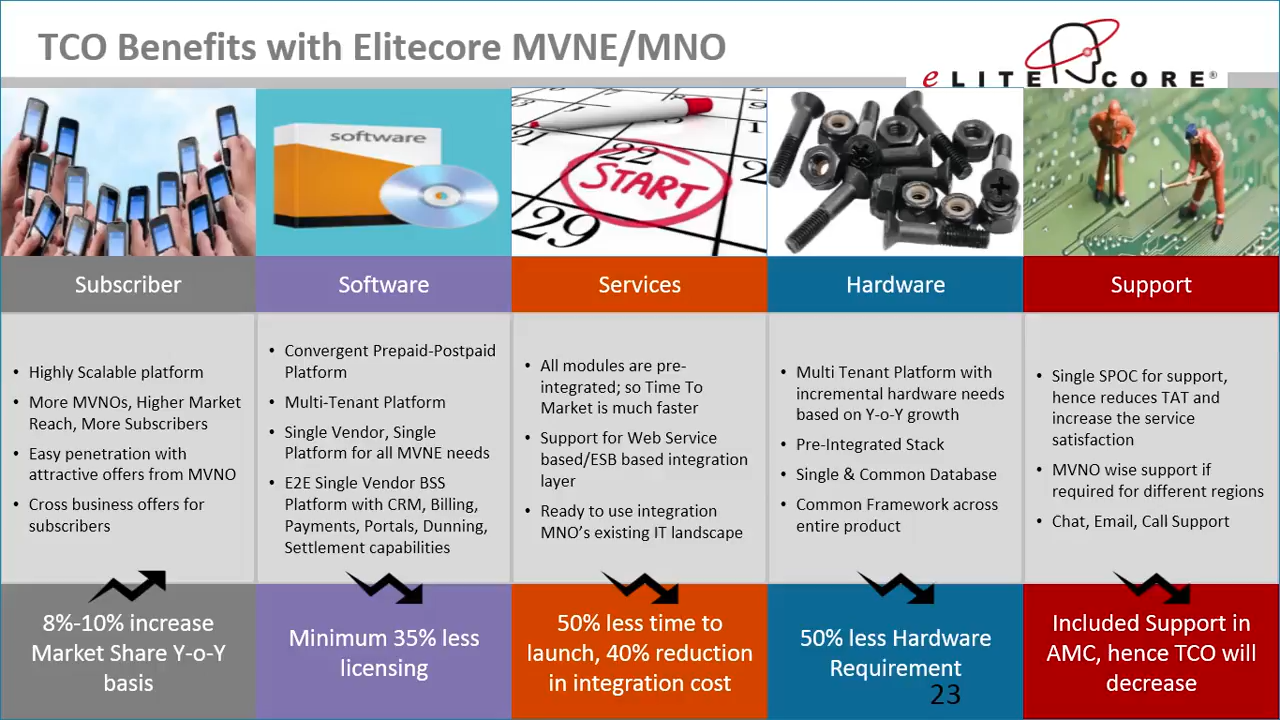 TCO Benefits with Elitecore MVNE/MNO
eLITECORE®
software
91
22
1
2
START
29
Subscriber
Software
Services
Hardware
Support
• Highly Scalable platform
• More MVNOs, Higher Market
Reach, More Subscribers
• Easy penetration with
attractive offers from MVNO
• Cross business offers for
subscribers
• Convergent Prepaid-Postpaid
Platform
• Multi-Tenant Platform
• Single Vendor, Single
Platform for all MVNE needs
• E2E Single Vendor BSS
Platform with CRM, Billing,
Payments, Portals, Dunning,
Settlement capabilities
• All modules are pre-
integrated; so Time To
Market is much faster
• Support for Web Service
based/ESB based integration
layer
• Ready to use integration
MNO’s existing IT landscape
• Multi Tenant Platform with
incremental hardware needs
based on Y-o-Y growth
• Pre-Integrated Stack
• Single & Common Database
• Common Framework across
entire product
• Single SPOC for support,
hence reduces TAT and
increase the service
satisfaction
• MVNO wise support if
required for different regions
• Chat, Email, Call Support
8%-10% increase
Market Share Y-o-Y
basis
Minimum 35% less
licensing
50% less time to
launch, 40% reduction
in integration cost
50% less Hardware
Requirement
23
Included Support in
AMC, hence TCO will
decrease